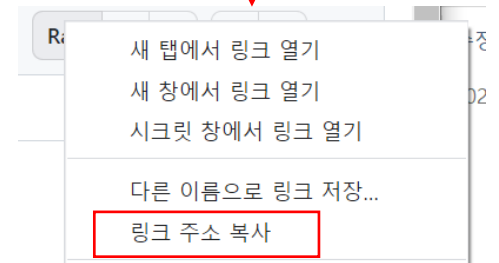 새 탭에서 링크 열기
새 창에서 링크 열기
시크릿 창에서 링크 열기
다른 이름으로 링크 저장...
링크 주소 복사